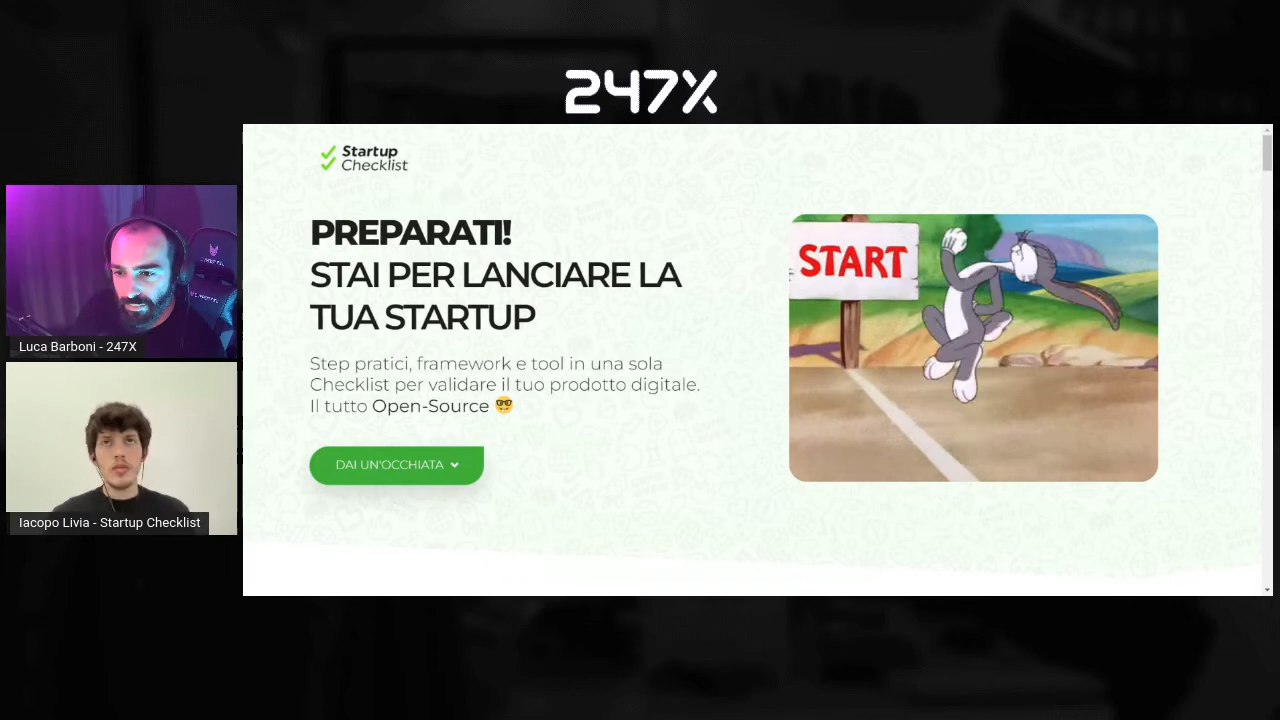 247X
Startup
Checklist
PREPARATI!
STAI PER LANCIARE LA
TUA STARTUP
Step pratici, framework e tool in una sola
Checklist per validare il tuo prodotto digitale.
Il tutto Open-Source 🤓
DAI UN'OCCHIATA
START
Luca Barboni - 247X
Iacopo Livia - Startup Checklist